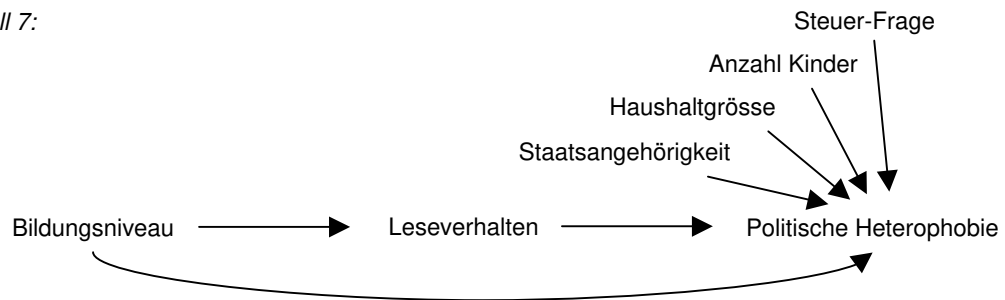 ll 7:
Steuer-Frage
Anzahl Kinder
Haushaltgrösse
Staatsangehörigkeit
Bildungsniveau Leseverhalten Politische Heterophobie